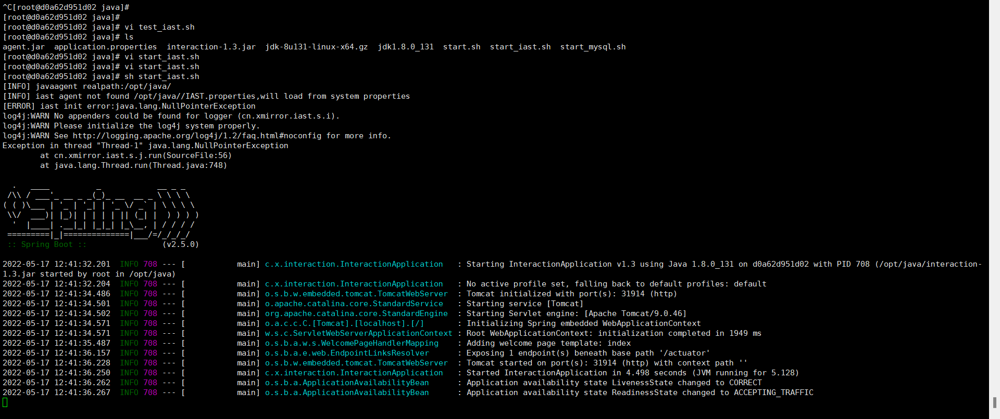 ^C[root@d0a62d951d02 java]#
[root@d0a62d951d02 java]#
[root@d0a62d951d02 java]# vi test_iast.sh
[root@d0a62d951d02 java]# ls
agent.jar  application.properties  interaction-1.3.jar  jdk-8u131-linux-x64.gz  jdk1.8.0_131  start.sh  start_iast.sh  start_mysql.sh
[root@d0a62d951d02 java]# vi start_iast.sh
[root@d0a62d951d02 java]# vi start_iast.sh
[root@d0a62d951d02 java]# sh start_iast.sh
[INFO] javaagent realpath:/opt/java/
[INFO] iast agent not found /opt/java//IAST.properties,will load from system properties
[ERROR] iast init error:java.lang.NullPointerException
log4j:WARN No appenders could be found for logger (cn.xmirror.iast.s.i).
log4j:WARN Please initialize the log4j system properly.
log4j:WARN See http://logging.apache.org/log4j/1.2/faq.html#noconfig for more info.
Exception in thread "Thread-1" java.lang.NullPointerException
        at cn.xmirror.iast.s.j.run(SourceFile:56)
        at java.lang.Thread.run(Thread.java:748)

  .   ____          _            __ _ _
 /\\ / ___'_ __ _ _(_)_ __  __ _ \ \ \ \
( ( )\___ | '_ | '_| | '_ \/ _` | \ \ \ \
 \\/  ___)| |_)| | | | | || (_| |  ) ) ) )
  '  |____| .__|_| |_|_| |_\__, | / / / /
 =========|_|==============|___/=/_/_/_/
 :: Spring Boot ::                (v2.5.0)

2022-05-17 12:41:32.201  INFO 708 --- [           main] c.x.interaction.InteractionApplication   : Starting InteractionApplication v1.3 using Java 1.8.0_131 on d0a62d951d02 with PID 708 (/opt/java/interaction-
1.3.jar started by root in /opt/java)
2022-05-17 12:41:32.204  INFO 708 --- [           main] c.x.interaction.InteractionApplication   : No active profile set, falling back to default profiles: default
2022-05-17 12:41:34.486  INFO 708 --- [           main] o.s.b.w.embedded.tomcat.TomcatWebServer  : Tomcat initialized with port(s): 31914 (http)
2022-05-17 12:41:34.501  INFO 708 --- [           main] o.apache.catalina.core.StandardService   : Starting service [Tomcat]
2022-05-17 12:41:34.502  INFO 708 --- [           main] org.apache.catalina.core.StandardEngine  : Starting Servlet engine: [Apache Tomcat/9.0.46]
2022-05-17 12:41:34.571  INFO 708 --- [           main] o.a.c.c.C.[Tomcat].[localhost].[/]       : Initializing Spring embedded WebApplicationContext
2022-05-17 12:41:34.571  INFO 708 --- [           main] w.s.c.ServletWebServerApplicationContext : Root WebApplicationContext: initialization completed in 1949 ms
2022-05-17 12:41:35.487  INFO 708 --- [           main] o.s.b.a.w.s.WelcomePageHandlerMapping    : Adding welcome page template: index
2022-05-17 12:41:36.157  INFO 708 --- [           main] o.s.b.a.e.web.EndpointLinksResolver      : Exposing 1 endpoint(s) beneath base path '/actuator'
2022-05-17 12:41:36.228  INFO 708 --- [           main] o.s.b.w.embedded.tomcat.TomcatWebServer  : Tomcat started on port(s): 31914 (http) with context path ''
2022-05-17 12:41:36.250  INFO 708 --- [           main] c.x.interaction.InteractionApplication   : Started InteractionApplication in 4.498 seconds (JVM running for 5.128)
2022-05-17 12:41:36.262  INFO 708 --- [           main] o.s.b.a.ApplicationAvailabilityBean      : Application availability state LivenessState changed to CORRECT
2022-05-17 12:41:36.267  INFO 708 --- [           main] o.s.b.a.ApplicationAvailabilityBean      : Application availability state ReadinessState changed to ACCEPTING_TRAFFIC